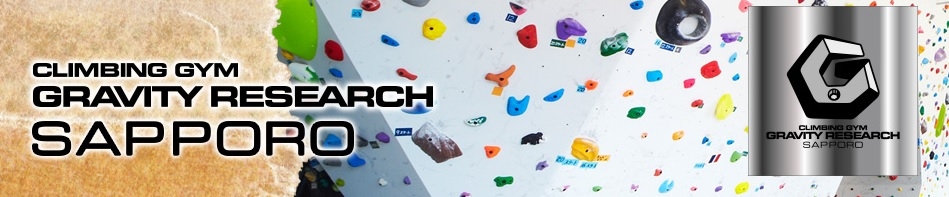 CLIMBING GYM
GRAVITY RESEARCH
SAPPORO
CLIMBING GYM
GRAVITY RESEARCH
SAPPORO